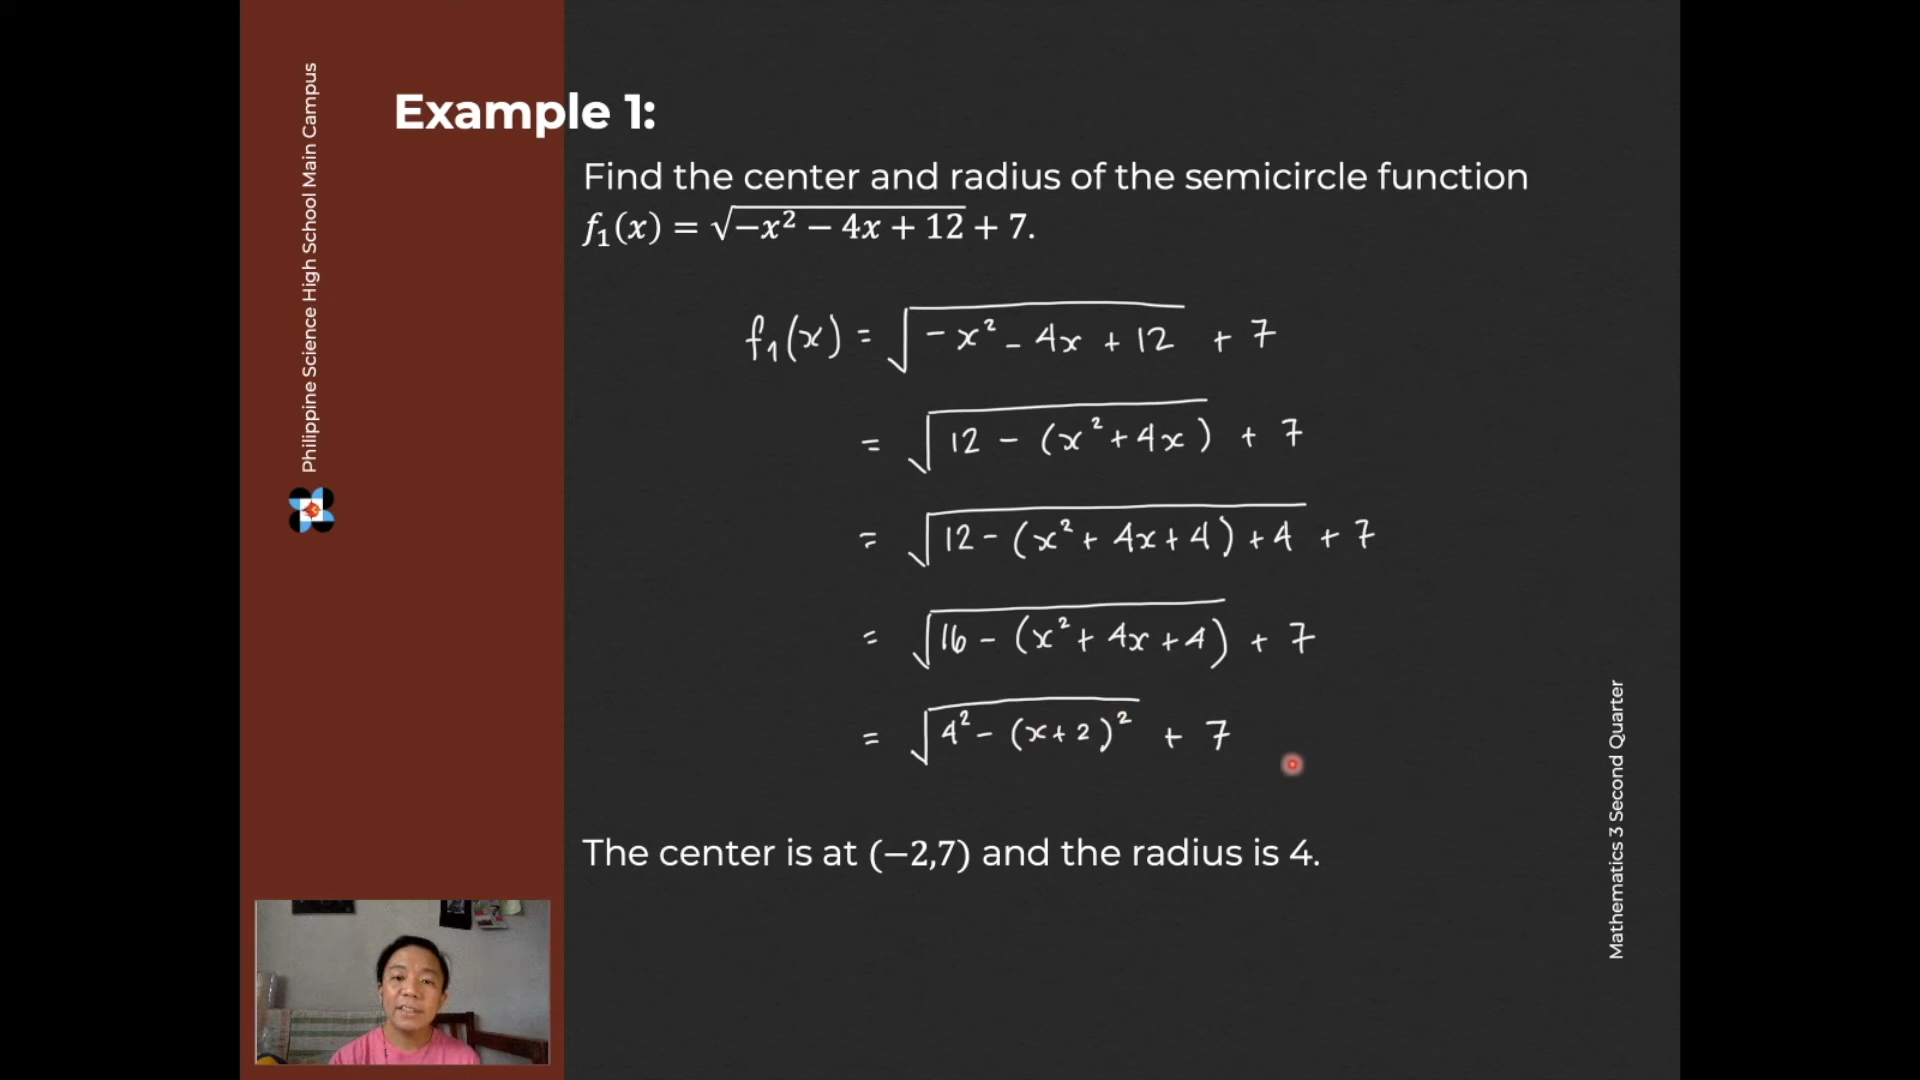 Philippine Science High School Main Campus
Example 1:
Find the center and radius of the semicircle function
f₁(x) = √(−x² − 4x + 12) + 7.
f₁(x) = √(−x² − 4x + 12) + 7
= √(12 − (x² + 4x)) + 7
= √(12 − (x² + 4x + 4) + 4) + 7
= √(16 − (x² + 4x + 4)) + 7
= √(4² − (x + 2)²) + 7
The center is at (−2,7) and the radius is 4.
Mathematics 3 Second Quarter